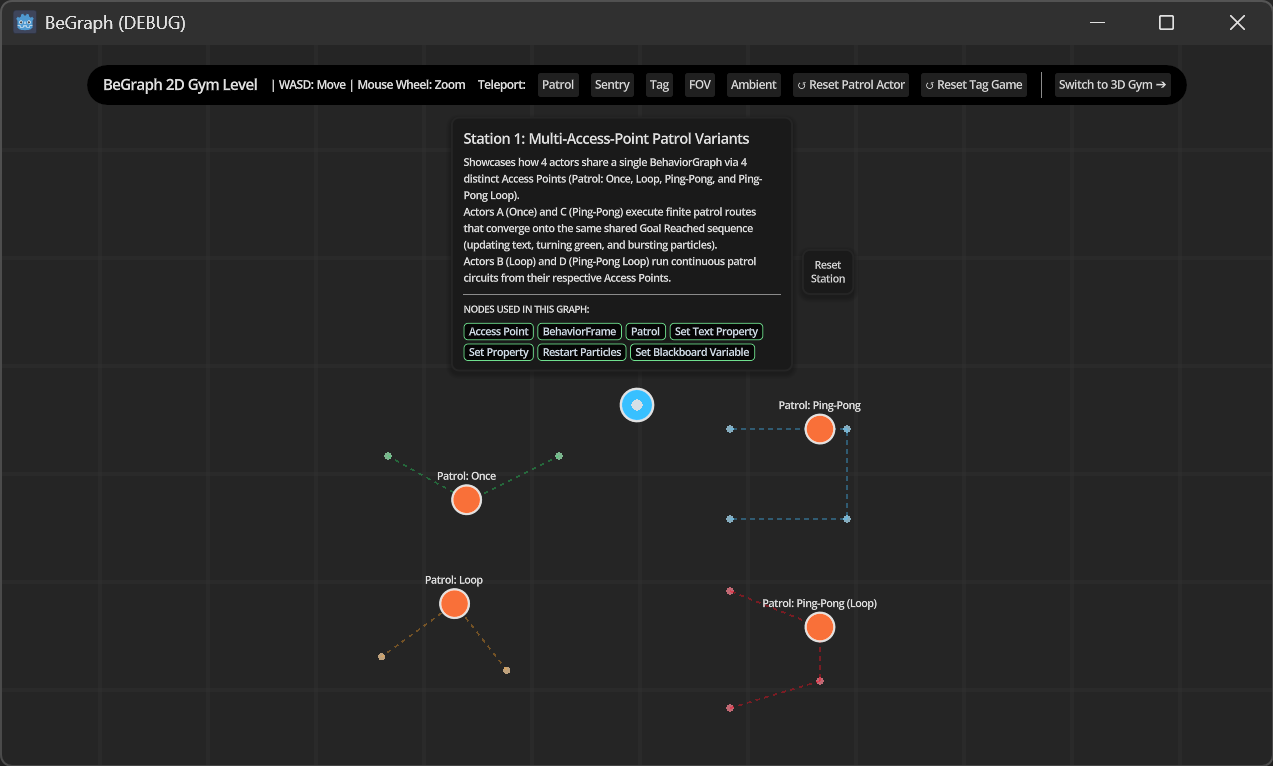 BeGraph (DEBUG)
BeGraph 2D Gym Level | WASD: Move | Mouse Wheel: Zoom Teleport: Patrol Sentry Tag FOV Ambient ↺ Reset Patrol Actor ↺ Reset Tag Game Switch to 3D Gym →
Station 1: Multi-Access-Point Patrol Variants
Showcases how 4 actors share a single BehaviorGraph via 4
distinct Access Points (Patrol: Once, Loop, Ping-Pong, and Ping-
Pong Loop).
Actors A (Once) and C (Ping-Pong) execute finite patrol routes
that converge onto the same shared Goal Reached sequence
(updating text, turning green, and bursting particles).
Actors B (Loop) and D (Ping-Pong Loop) run continuous patrol
circuits from their respective Access Points.
NODES USED IN THIS GRAPH:
Access Point BehaviorFrame Patrol Set Text Property
Set Property Restart Particles Set Blackboard Variable
Reset
Station
Patrol: Ping-Pong
Patrol: Once
Patrol: Loop
Patrol: Ping-Pong (Loop)